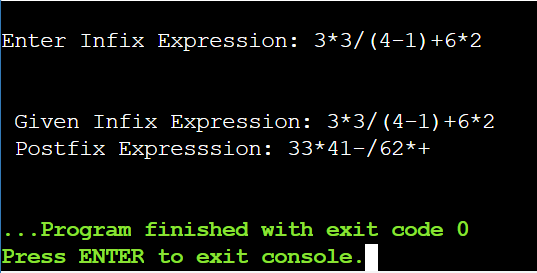 Enter Infix Expression: 3*3/(4-1)+6*2
Given Infix Expression: 3*3/(4-1)+6*2
Postfix Expresssion: 33*41-/62*+
...Program finished with exit code 0
Press ENTER to exit console.